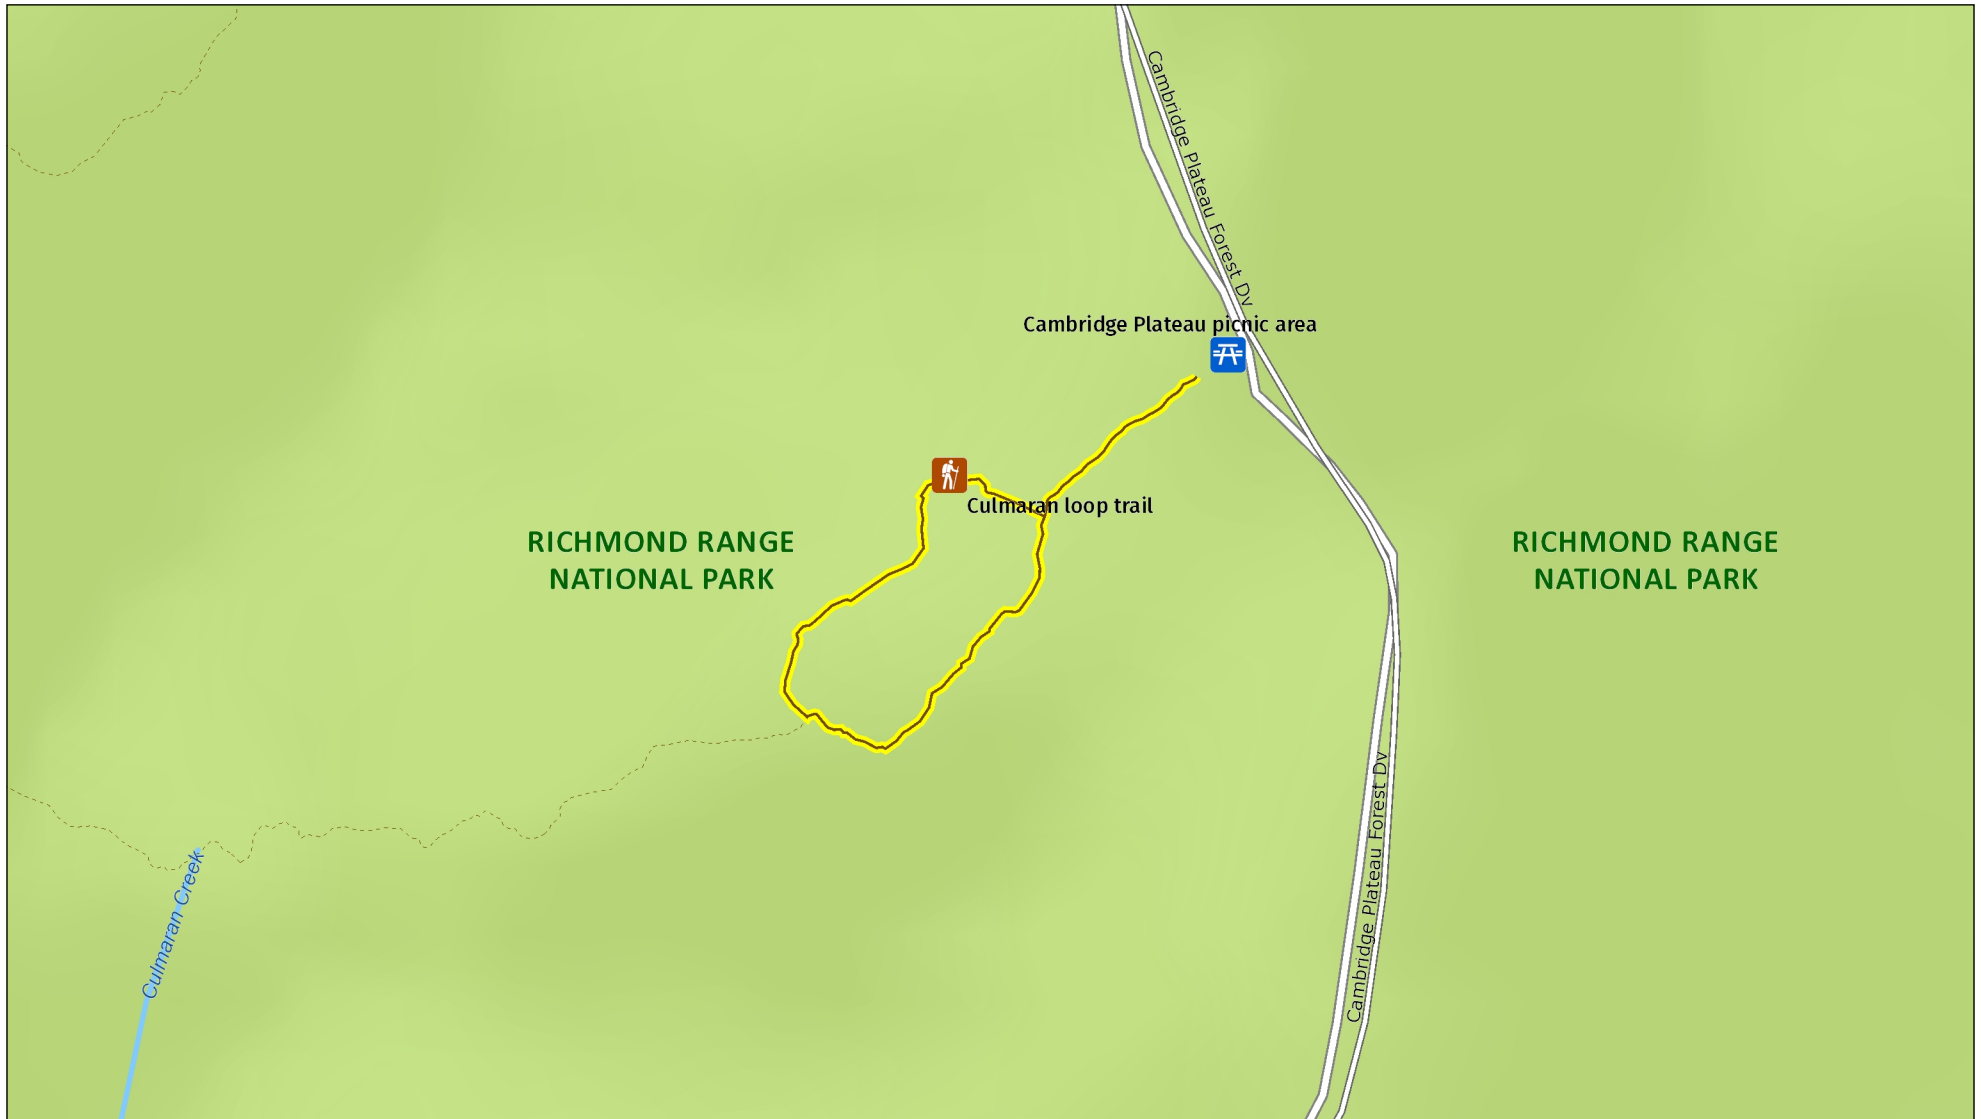 Cambridge Plateau Forest Dv
Cambridge Plateau picnic area
Culmaran loop trail
RICHMOND RANGE
NATIONAL PARK
RICHMOND RANGE
NATIONAL PARK
Cambridge Plateau Forest Dv
Culmaran Creek